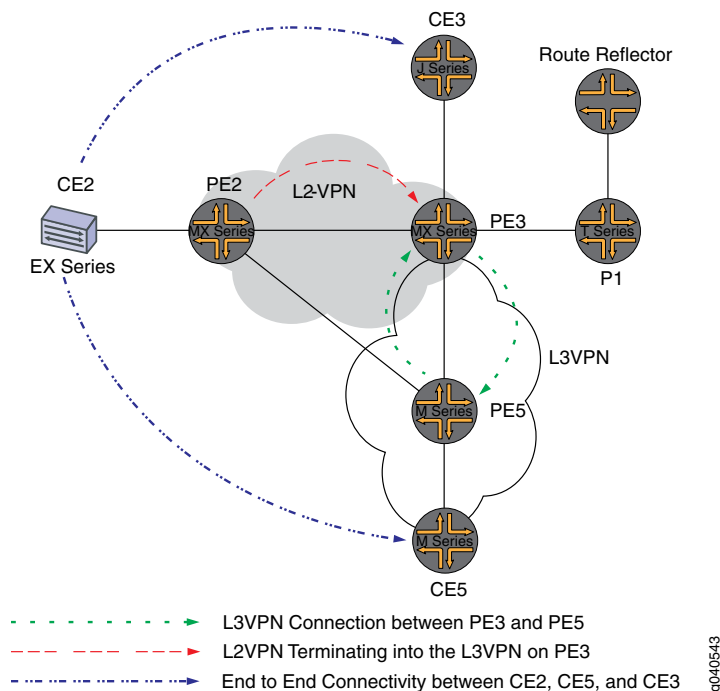 CE3
J Series
Route Reflector
CE2
PE2
L2-VPN
EX Series
MX Series
MX Series
PE3
T Series
P1
L3VPN
M Series
PE5
M Series
CE5
L3VPN Connection between PE3 and PE5
L2VPN Terminating into the L3VPN on PE3
End to End Connectivity between CE2, CE5, and CE3
g040543